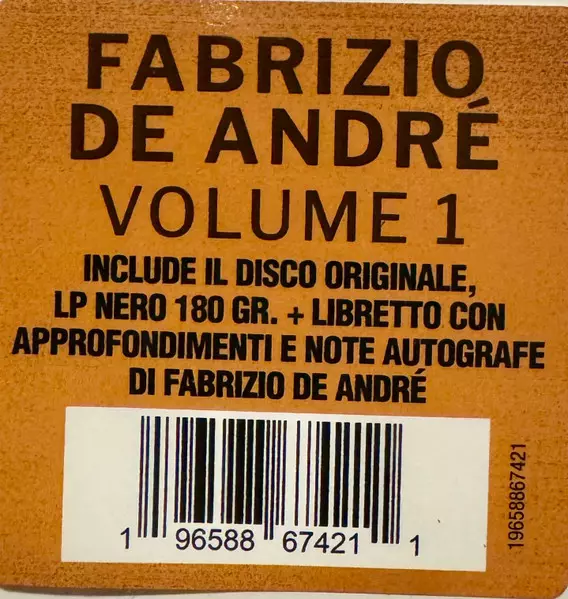 FABRIZIO
DE ANDRÉ
VOLUME 1
INCLUDE IL DISCO ORIGINALE,
LP NERO 180 GR. + LIBRETTO CON
APPROFONDIMENTI E NOTE AUTOGRAFE
DI FABRIZIO DE ANDRÉ
1 96588 67421 1
19658867421